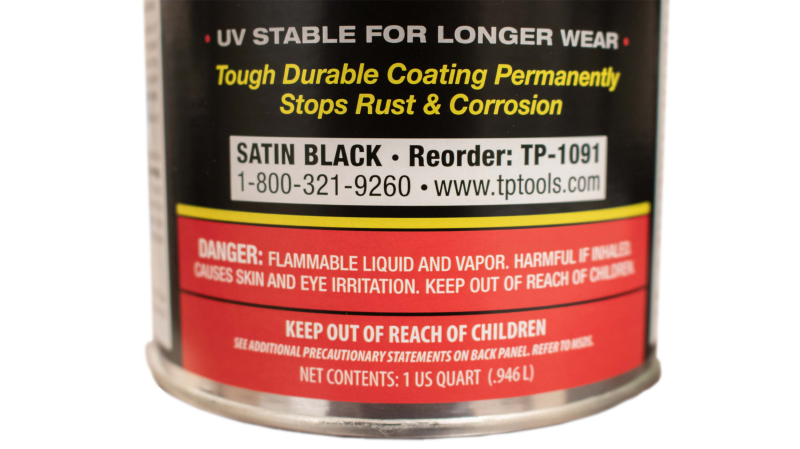 • UV STABLE FOR LONGER WEAR •
Tough Durable Coating Permanently
Stops Rust & Corrosion
SATIN BLACK • Reorder: TP-1091
1-800-321-9260 • www.tptools.com
DANGER: FLAMMABLE LIQUID AND VAPOR. HARMFUL IF INHALED.
CAUSES SKIN AND EYE IRRITATION. KEEP OUT OF REACH OF CHILDREN.
KEEP OUT OF REACH OF CHILDREN
SEE ADDITIONAL PRECAUTIONARY STATEMENTS ON BACK PANEL. REFER TO MSDS.
NET CONTENTS: 1 US QUART (.946 L)